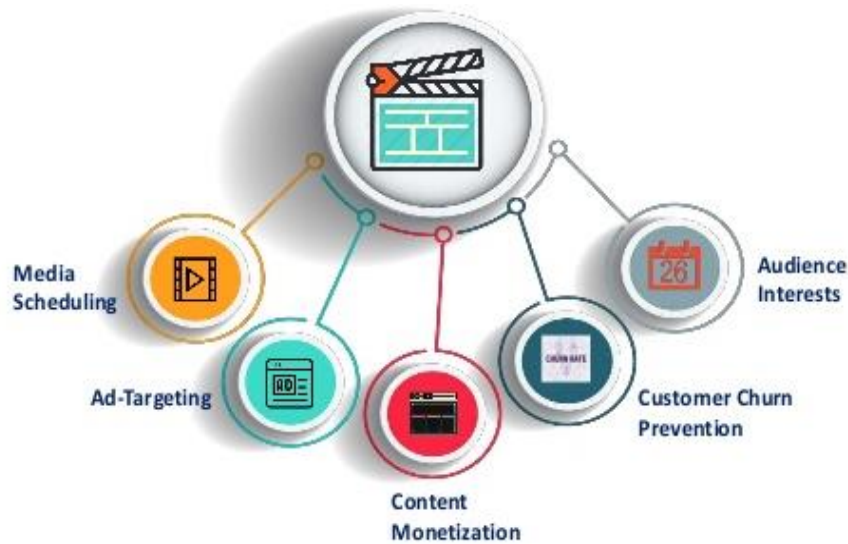 Media
Scheduling
26
Audience
Interests
AD
CHURN RATE
Ad-Targeting
Customer Churn
Prevention
Content
Monetization